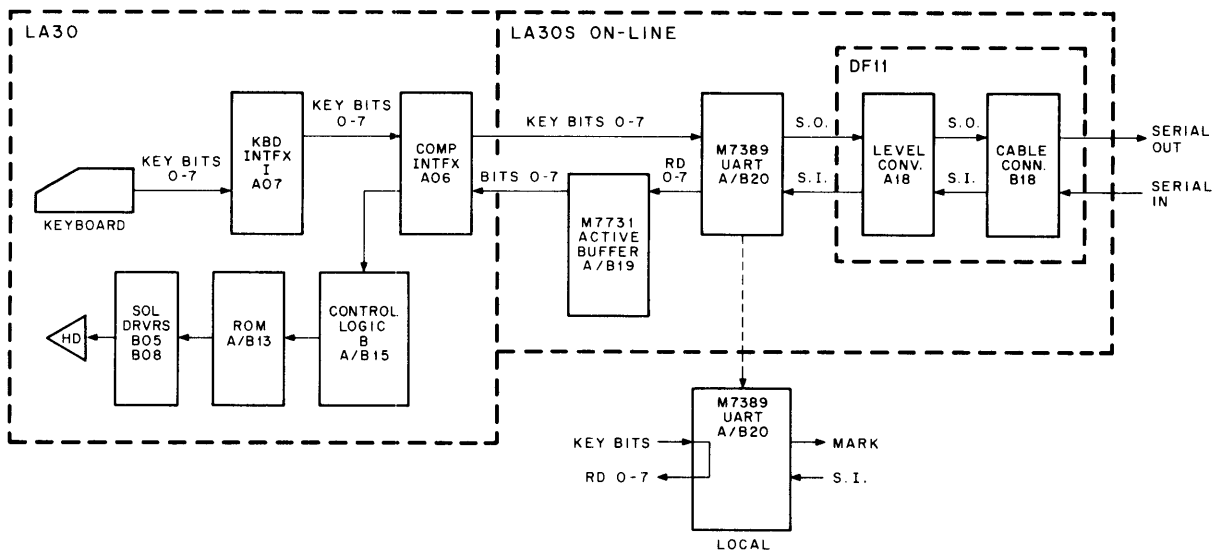 LA30
LA30S ON-LINE
DF11
KEYBOARD
KEY BITS
0-7
KBD
INTFX
I
A07
KEY BITS
0-7
COMP
INTFX
A06
KEY BITS 0-7
BITS 0-7
M7731
ACTIVE
BUFFER
A/B19
RD
0-7
M7389
UART
A/B20
S.O.
S.I.
LEVEL
CONV.
A18
S.O.
S.I.
CABLE
CONN.
B18
SERIAL
OUT
SERIAL
IN
HD
SOL
DRVRS
B05
B08
ROM
A/B13
CONTROL
LOGIC
B
A/B15
M7389
UART
A/B20
KEY BITS
RD 0-7
MARK
S.I.
LOCAL